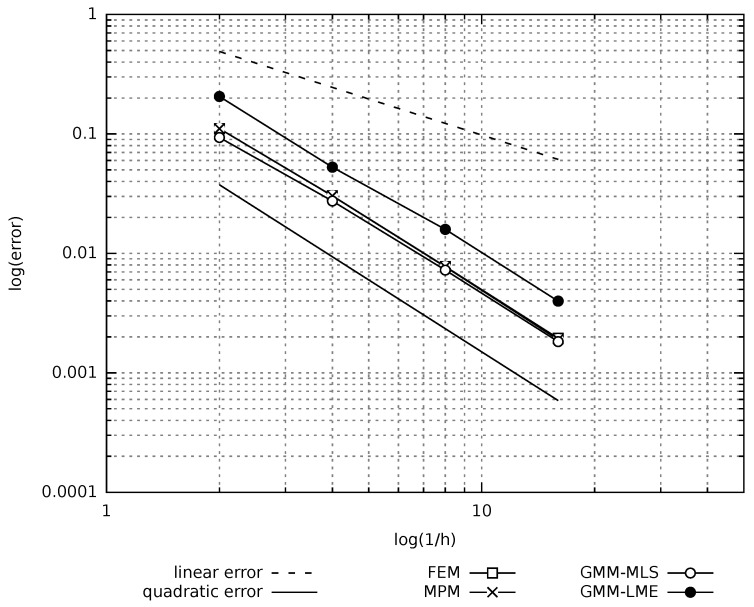 1
0.1
0.01
0.001
0.0001
log(error)
1
10
log(1/h)
linear error
quadratic error
FEM
MPM
GMM-MLS
GMM-LME